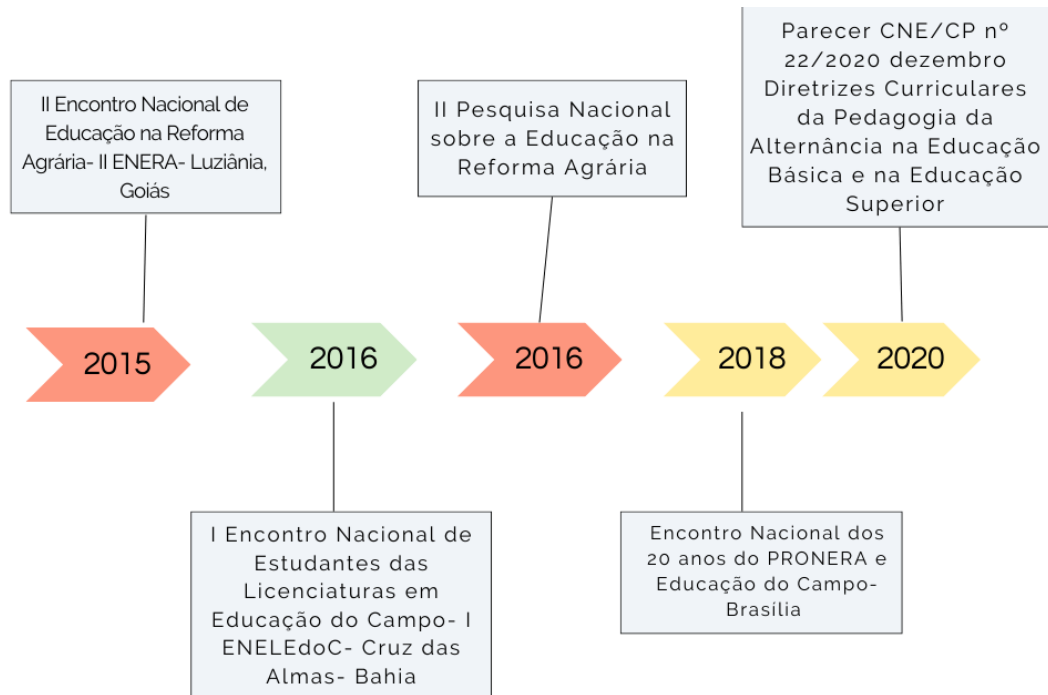 II Encontro Nacional de
Educação na Reforma
Agrária- II ENERA- Luziânia,
Goiás
II Pesquisa Nacional
sobre a Educação na
Reforma Agrária
Parecer CNE/CP nº
22/2020 dezembro
Diretrizes Curriculares
da Pedagogia da
Alternância na Educação
Básica e na Educação
Superior
2015
2016
2016
2018
2020
I Encontro Nacional de
Estudantes das
Licenciaturas em
Educação do Campo- I
ENELEdoC- Cruz das
Almas- Bahia
Encontro Nacional dos
20 anos do PRONERA e
Educação do Campo-
Brasília